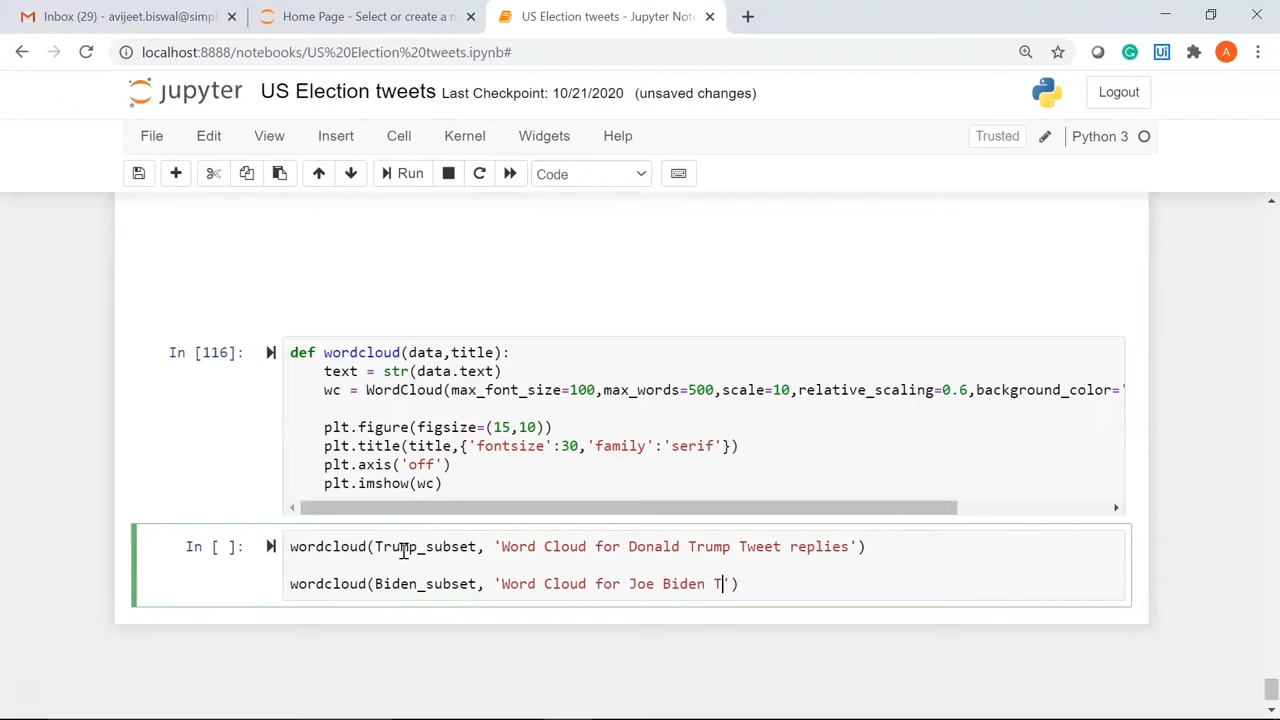 Inbox (29) - avijeet.biswal@simpl
Home Page - Select or create a n
US Election tweets - Jupyter Note
localhost:8888/notebooks/US%20Election%20tweets.ipynb#
A
jupyter US Election tweets Last Checkpoint: 10/21/2020 (unsaved changes)
Logout
File Edit View Insert Cell Kernel Widgets Help
Trusted
Python 3
Run
Code
In [116]:
def wordcloud(data,title):
text = str(data.text)
wc = WordCloud(max_font_size=100,max_words=500,scale=10,relative_scaling=0.6,background_color='
plt.figure(figsize=(15,10))
plt.title(title,{'fontsize':30,'family':'serif'})
plt.axis('off')
plt.imshow(wc)
In [ ]:
wordcloud(Trump_subset, 'Word Cloud for Donald Trump Tweet replies')
wordcloud(Biden_subset, 'Word Cloud for Joe Biden T')